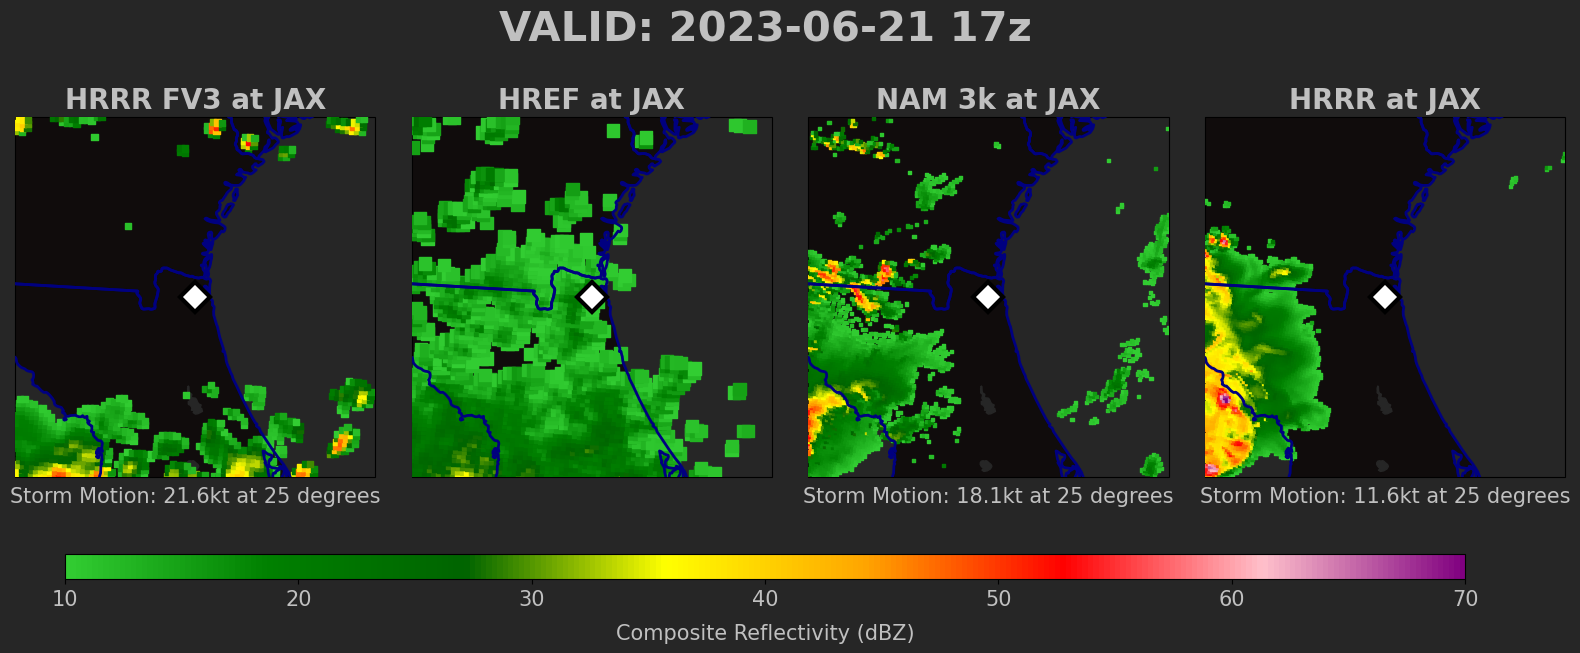 VALID: 2023-06-21 17z
HRRR FV3 at JAX
HREF at JAX
NAM 3k at JAX
HRRR at JAX
Storm Motion: 21.6kt at 25 degrees
Storm Motion: 18.1kt at 25 degrees
Storm Motion: 11.6kt at 25 degrees
10 20 30 40 50 60 70
Composite Reflectivity (dBZ)